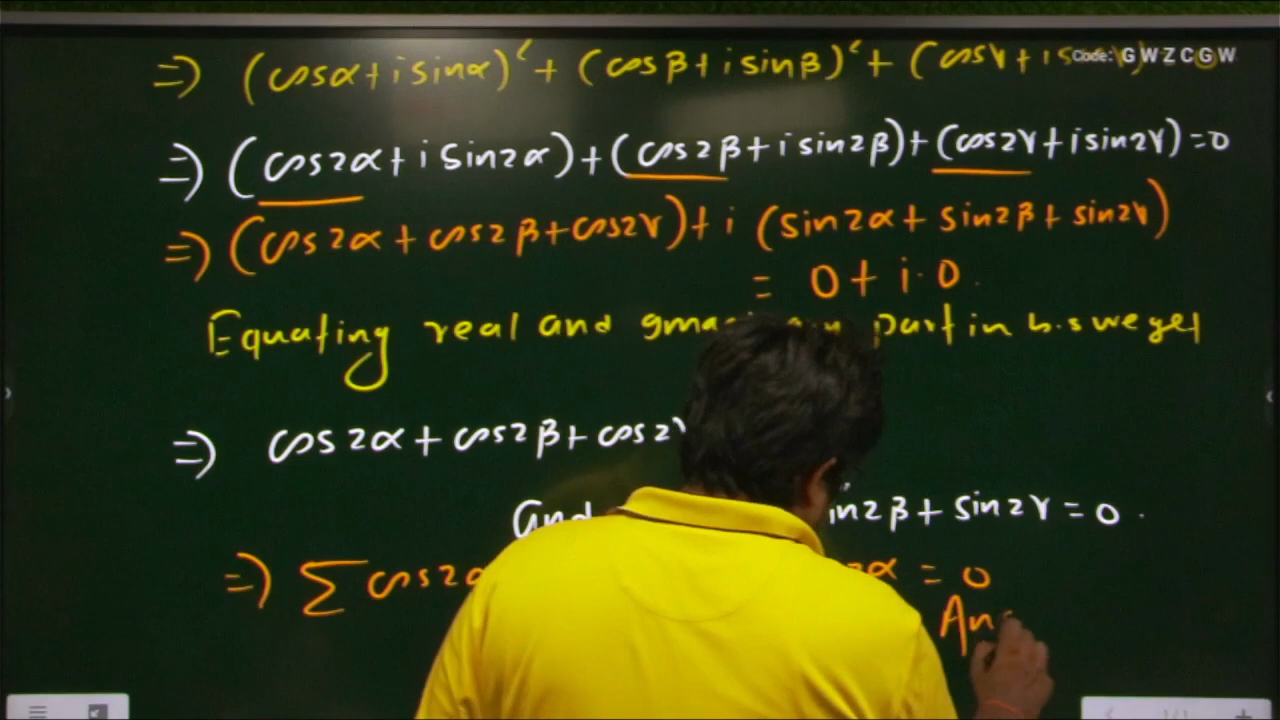 => (cosα + i sinα)² + (cosβ + i sinβ)² + (cosγ + i s
Code: G W Z C G W
=> (cos2α + i Sin2α) + (cos2β + i sin2β) + (cos2γ + i sin2γ) = 0
=> (cos2α + cos2β + cos2γ) + i (sin2α + sin2β + sin2γ)
= 0 + i·0.
Equating real and part in b.s we get
=> cos2α + cos2β + cos2
And in2β + sin2γ = 0.
=> Σ cos2α 2α = 0
An